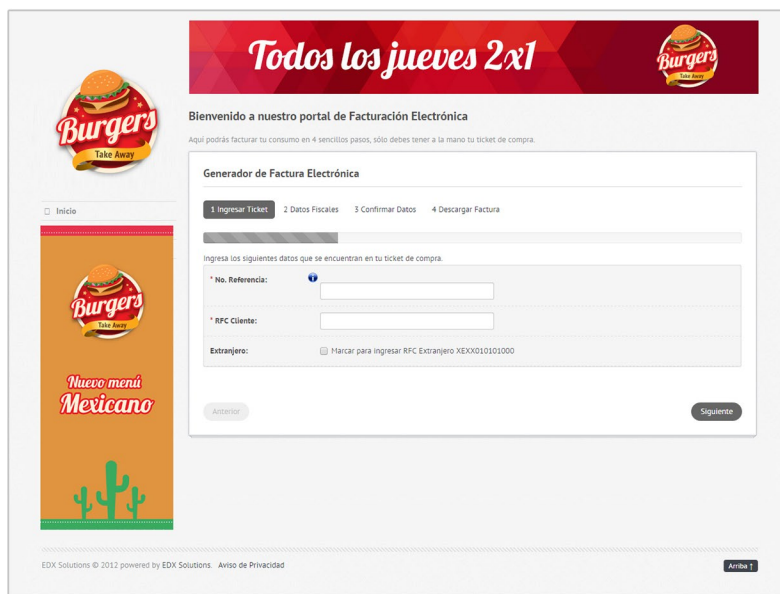 Todos los jueves 2x1
Burgers
Take Away
Burgers
Take Away
Bienvenido a nuestro portal de Facturación Electrónica
Aquí podrás facturar tu consumo en 4 sencillos pasos, sólo debes tener a la mano tu ticket de compra.
Generador de Factura Electrónica
Inicio
1 Ingresar Ticket 2 Datos Fiscales 3 Confirmar Datos 4 Descargar Factura
Ingresa los siguientes datos que se encuentran en tu ticket de compra.
* No. Referencia:
* RFC Cliente:
Extranjero: Marcar para ingresar RFC Extranjero XEXX010101000
Anterior Siguiente
Burgers
Take Away
Nuevo menú
Mexicano
EDX Solutions © 2012 powered by EDX Solutions. Aviso de Privacidad
Arriba ↑